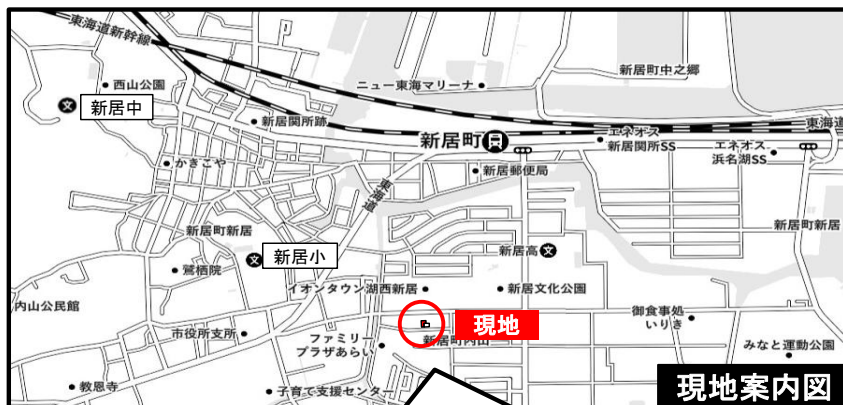 東海道新幹線
西山公園
新居中
新居関所跡
かきこや
ニュー東海マリーナ
新居町中之郷
新居町
エネオス
新居関所SS
東海道
エネオス
浜名湖SS
新居郵便局
東海道
新居町新居
新居町新居
新居小
新居高
鷲栖院
イオンタウン湖西新居
新居文化公園
内山公民館
市役所支所
現地
御食事処
いりき
ファミリー
プラザあらい
新居町内山
みなと運動公園
教恩寺
子育て支援センター
現地案内図